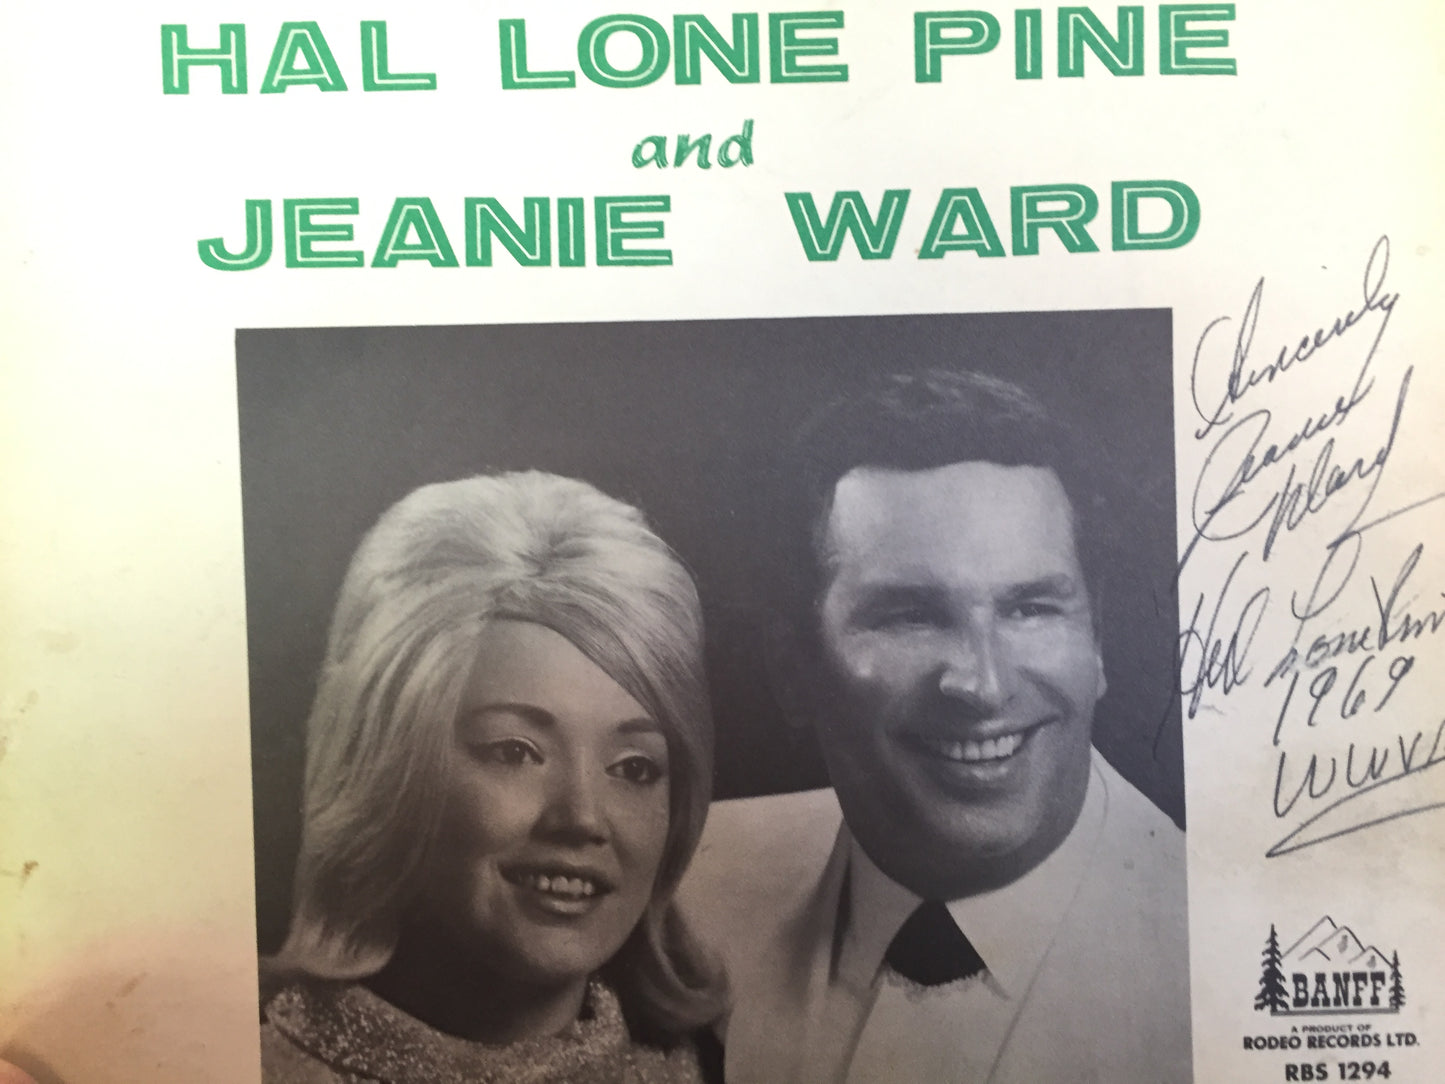 HAL LONE PINE
and
JEANIE WARD
Sincerely
Jeanie
Ward
Hal Lone Pin
1969
WWVA
BANFF
A PRODUCT OF
RODEO RECORDS LTD.
RBS 1294